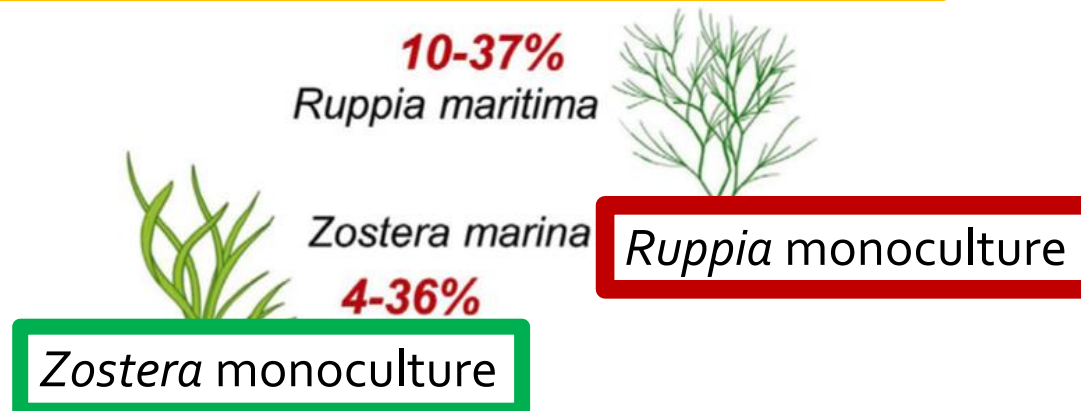 10-37%
Ruppia maritima
Zostera marina
4-36%
Ruppia monoculture
Zostera monoculture